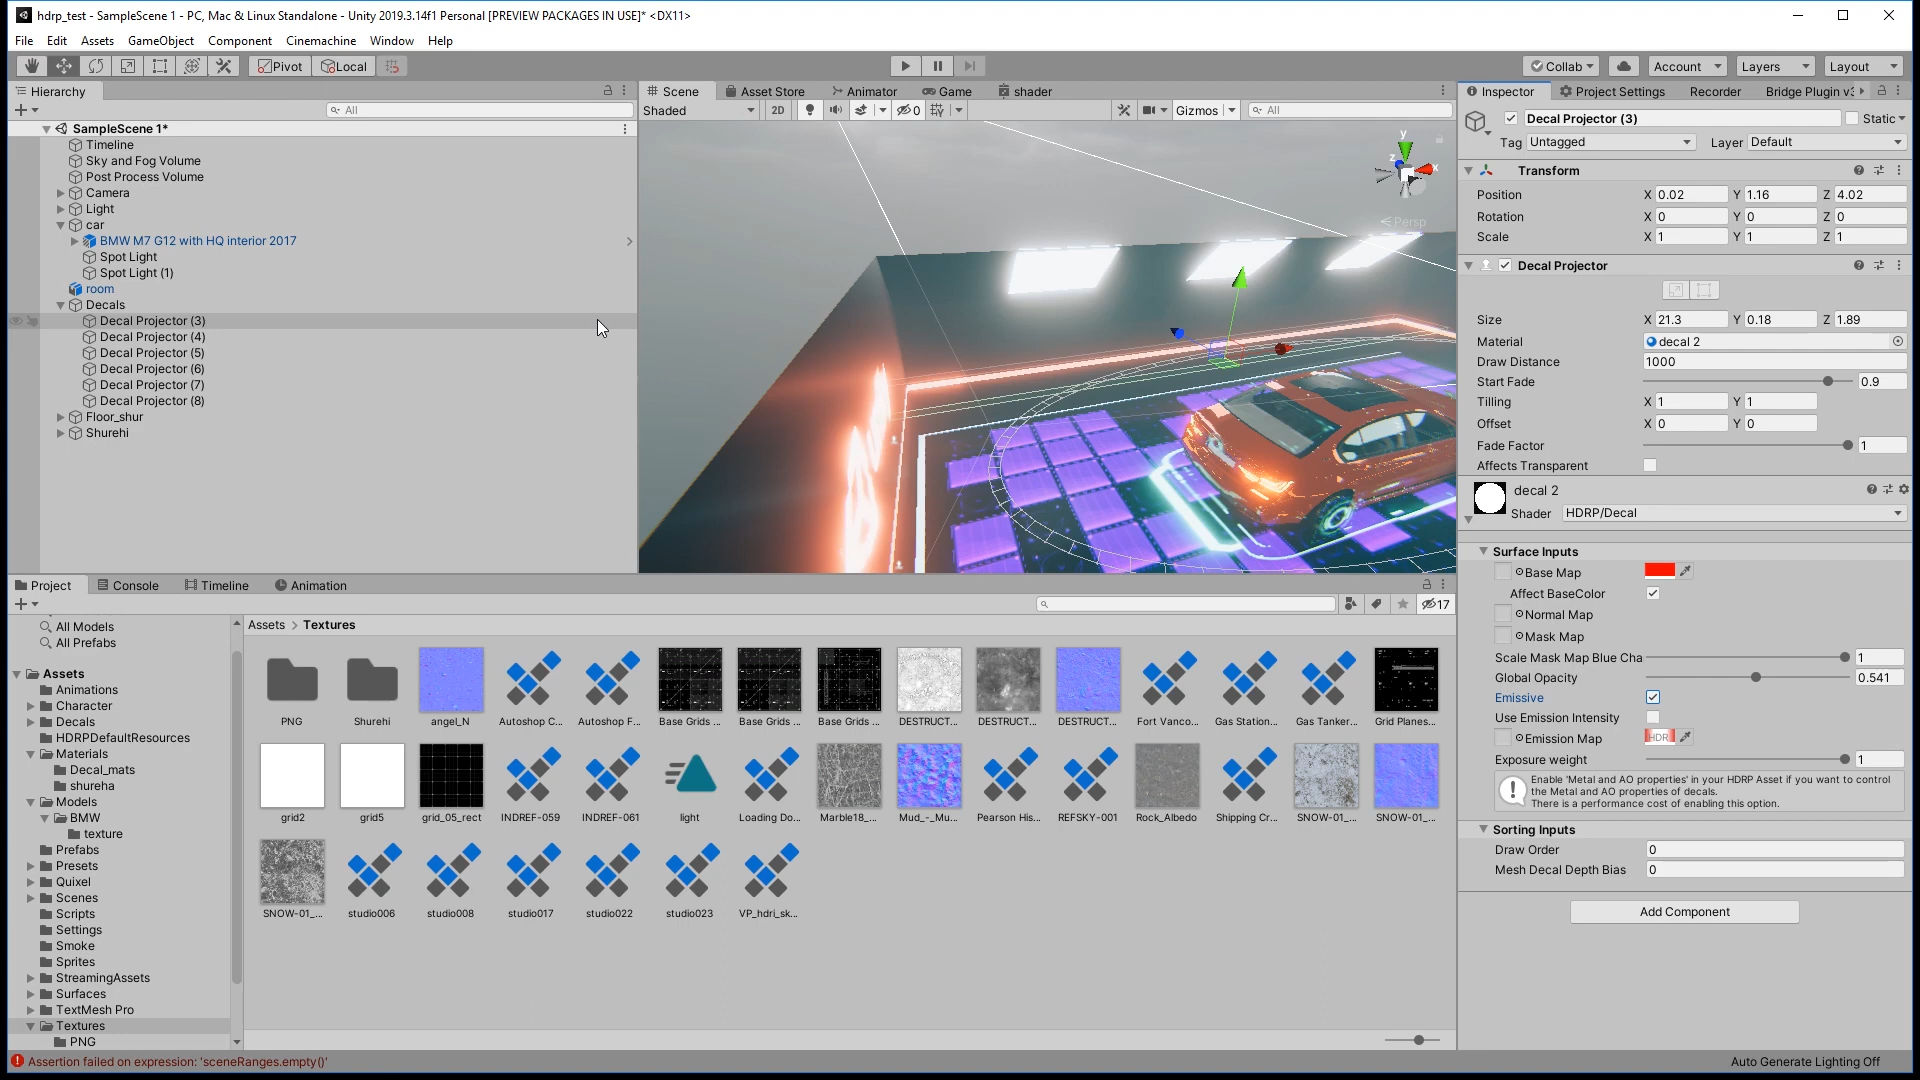 hdrp_test - SampleScene 1 - PC, Mac & Linux Standalone - Unity 2019.3.14f1 Personal [PREVIEW PACKAGES IN USE]* <DX11>
File Edit Assets GameObject Component Cinemachine Window Help
Pivot Local Collab Account Layers Layout
Hierarchy
All
SampleScene 1*
Timeline
Sky and Fog Volume
Post Process Volume
Camera
Light
car
BMW M7 G12 with HQ interior 2017
Spot Light
Spot Light (1)
room
Decals
Decal Projector (3)
Decal Projector (4)
Decal Projector (5)
Decal Projector (6)
Decal Projector (7)
Decal Projector (8)
Floor_shur
Shurehi
Scene Asset Store Animator Game shader
Shaded 2D 0 Gizmos All
y
x
z
Persp
Inspector Project Settings Recorder Bridge Plugin v3
Decal Projector (3) Static
Tag Untagged Layer Default
Transform
Position X 0.02 Y 1.16 Z 4.02
Rotation X 0 Y 0 Z 0
Scale X 1 Y 1 Z 1
Decal Projector
Size X 21.3 Y 0.18 Z 1.89
Material decal 2
Draw Distance 1000
Start Fade 0.9
Tilling X 1 Y 1
Offset X 0 Y 0
Fade Factor 1
Affects Transparent
decal 2
Shader HDRP/Decal
Surface Inputs
Base Map
Affect BaseColor
Normal Map
Mask Map
Scale Mask Map Blue Cha 1
Global Opacity 0.541
Emissive
Use Emission Intensity
Emission Map HDR
Exposure weight 1
Enable 'Metal and AO properties' in your HDRP Asset if you want to control
the Metal and AO properties of decals.
There is a performance cost of enabling this option.
Sorting Inputs
Draw Order 0
Mesh Decal Depth Bias 0
Add Component
Project Console Timeline Animation
17
All Models
All Prefabs
Assets
Animations
Character
Decals
HDRPDefaultResources
Materials
Decal_mats
shureha
Models
BMW
texture
Prefabs
Presets
Quixel
Scenes
Scripts
Settings
Smoke
Sprites
StreamingAssets
Surfaces
TextMesh Pro
Textures
PNG
Assets > Textures
PNG Shurehi angel_N Autoshop C... Autoshop F... Base Grids ... Base Grids ... Base Grids ... DESTRUCT... DESTRUCT... DESTRUCT... Fort Vanco... Gas Station... Gas Tanker... Grid Planes...
grid2 grid5 grid_05_rect INDREF-059 INDREF-061 light Loading Do... Marble18_... Mud_-_Mu... Pearson His... REFSKY-001 Rock_Albedo Shipping Cr... SNOW-01_... SNOW-01_...
SNOW-01_... studio006 studio008 studio017 studio022 studio023 VP_hdri_sk...
Assertion failed on expression: 'sceneRanges.empty()'
Auto Generate Lighting Off